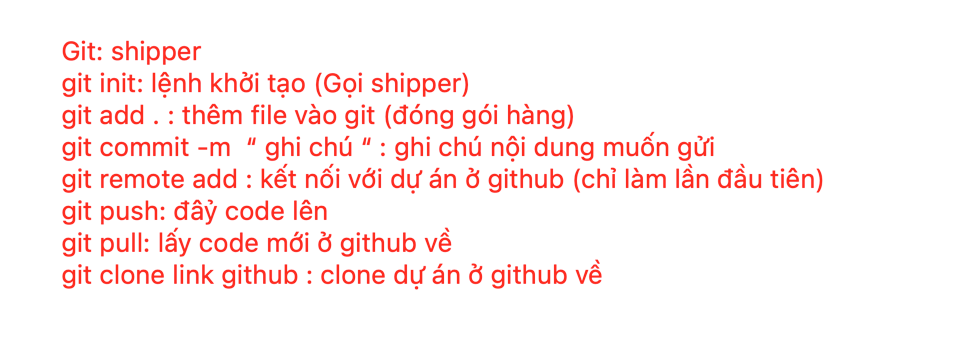 Git: shipper
git init: lệnh khởi tạo (Gọi shipper)
git add . : thêm file vào git (đóng gói hàng)
git commit -m  “ ghi chú “ : ghi chú nội dung muốn gửi
git remote add : kết nối với dự án ở github (chỉ làm lần đầu tiên)
git push: đâỷ code lên
git pull: lấy code mới ở github về
git clone link github : clone dự án ở github về